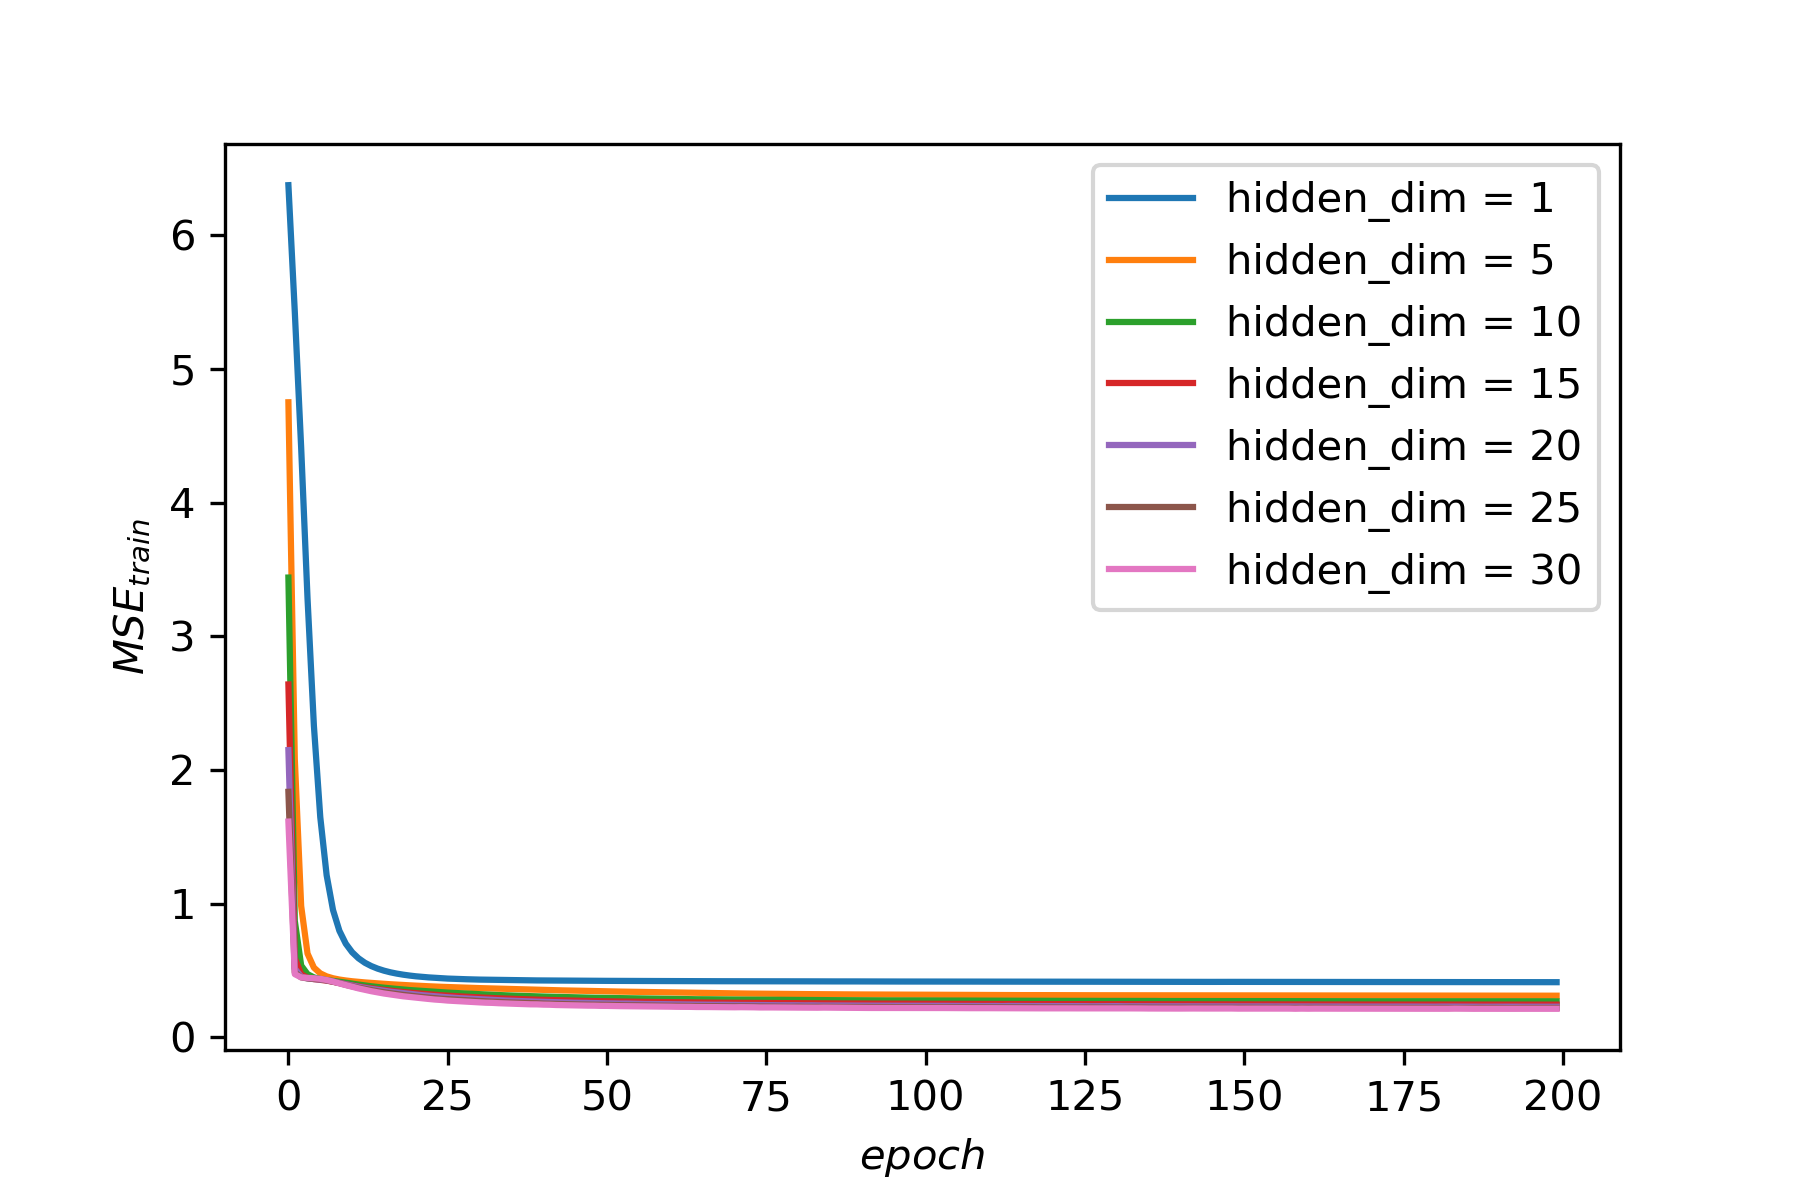 hidden_dim = 1
hidden_dim = 5
hidden_dim = 10
hidden_dim = 15
hidden_dim = 20
hidden_dim = 25
hidden_dim = 30
6
5
4
3
2
1
0
MSE_train
0 25 50 75 100 125 150 175 200
epoch